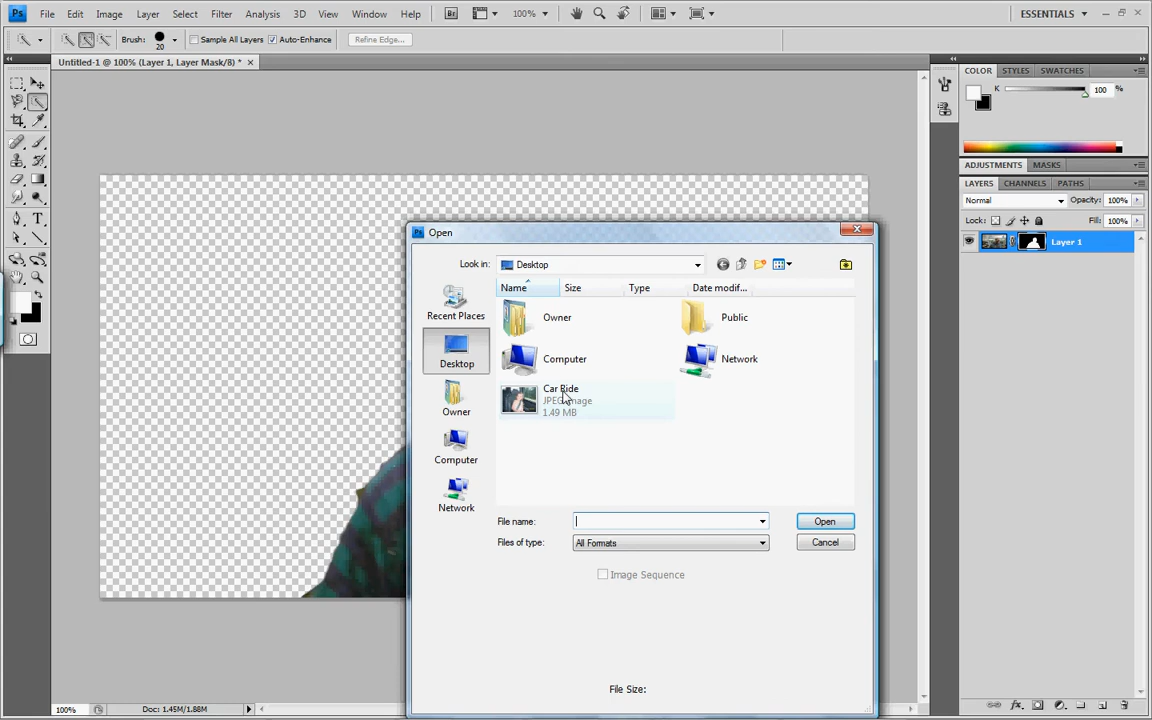 Ps File Edit Image Layer Select Filter Analysis 3D View Window Help Br 100% ESSENTIALS
Brush: 20 Sample All Layers Auto-Enhance Refine Edge...
Untitled-1 @ 100% (Layer 1, Layer Mask/8) *
COLOR STYLES SWATCHES
K 100 %
ADJUSTMENTS MASKS
LAYERS CHANNELS PATHS
Normal Opacity: 100%
Lock: Fill: 100%
Layer 1
Ps Open
Look in: Desktop
Name Size Type Date modif...
Recent Places
Desktop
Owner
Computer
Network
Owner Public
Computer Network
Car Ride
JPEG Image
1.49 MB
File name: Open
Files of type: All Formats Cancel
Image Sequence
File Size:
100% Doc: 1.45M/1.88M